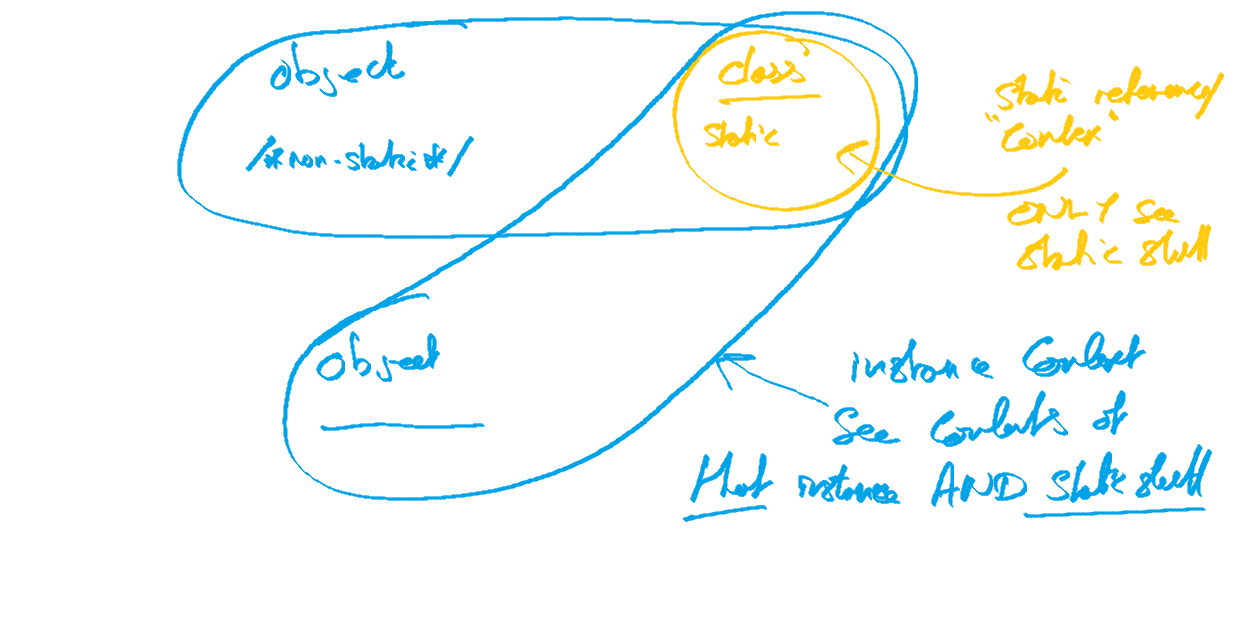 object
/*non-static*/
class
static
static reference/
"Contex"
ONLY see
static stuff
object
instance Context
See Contents of
that instance AND static stuff